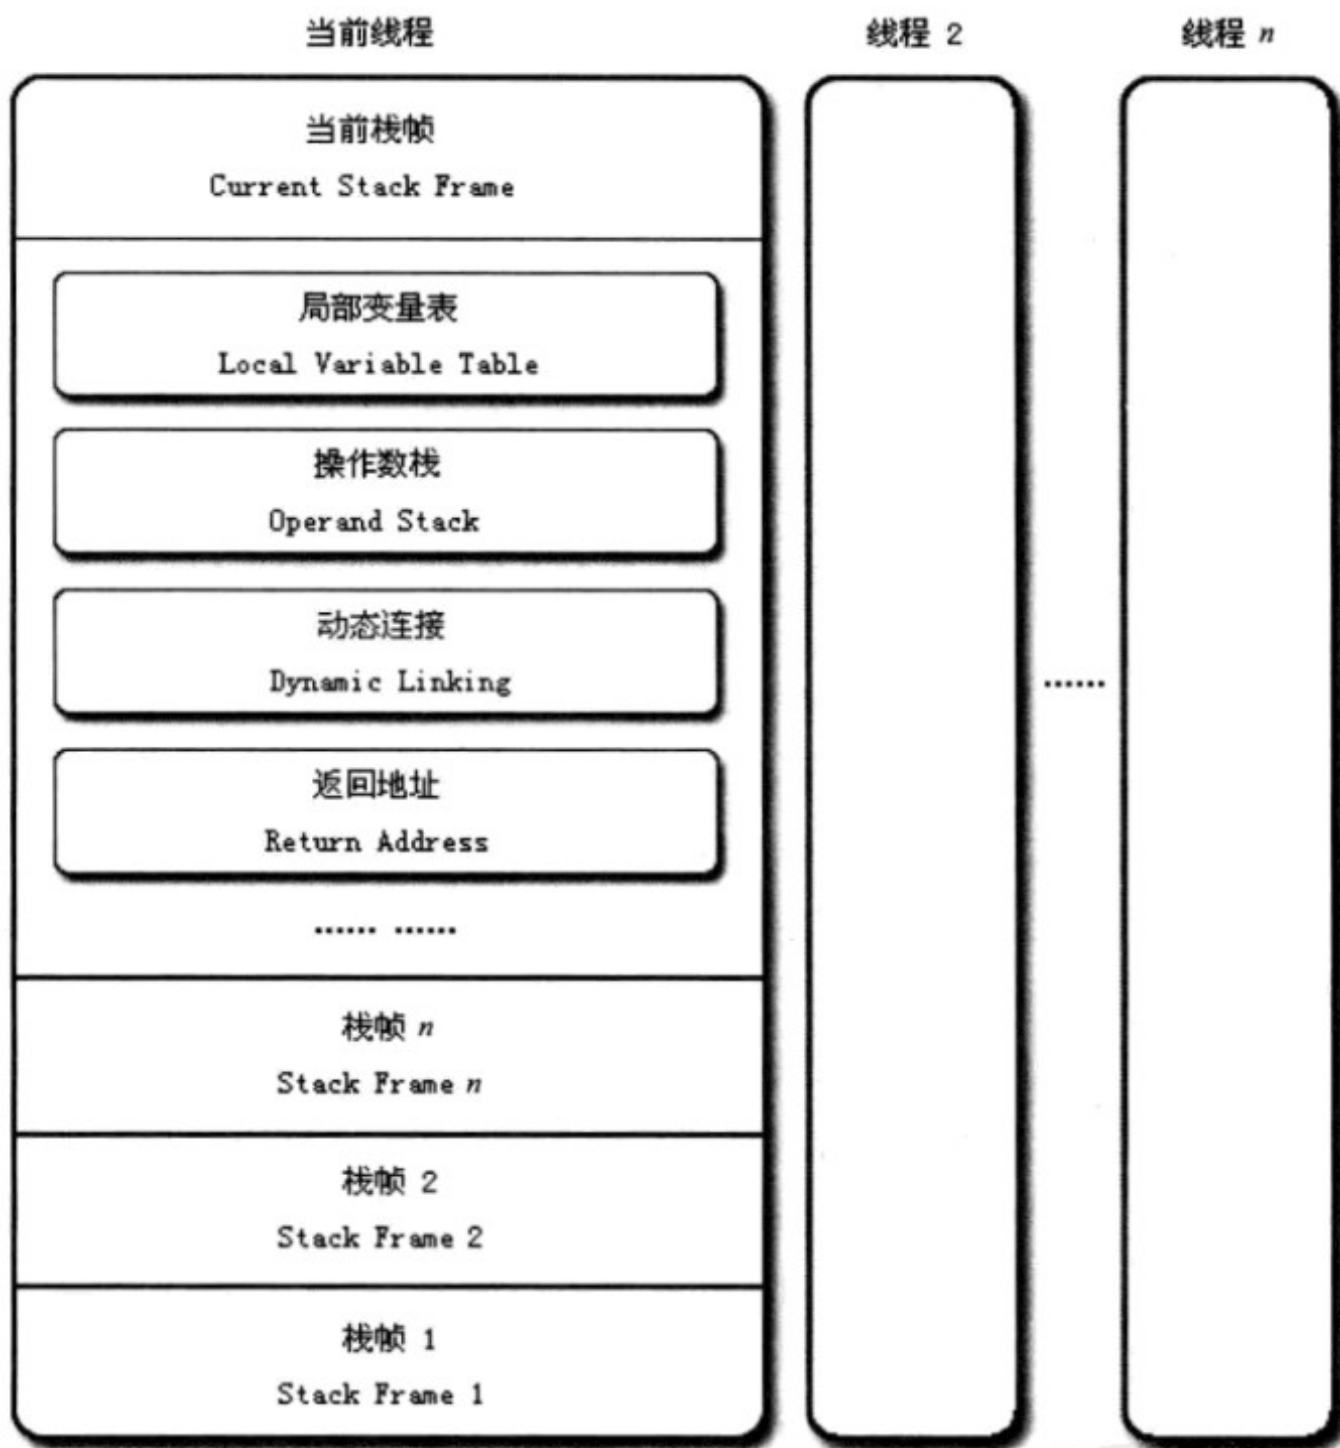 当前线程
线程 2
线程 n
当前栈帧
Current Stack Frame
局部变量表
Local Variable Table
操作数栈
Operand Stack
动态连接
Dynamic Linking
......
返回地址
Return Address
...... ......
栈帧 n
Stack Frame n
栈帧 2
Stack Frame 2
栈帧 1
Stack Frame 1